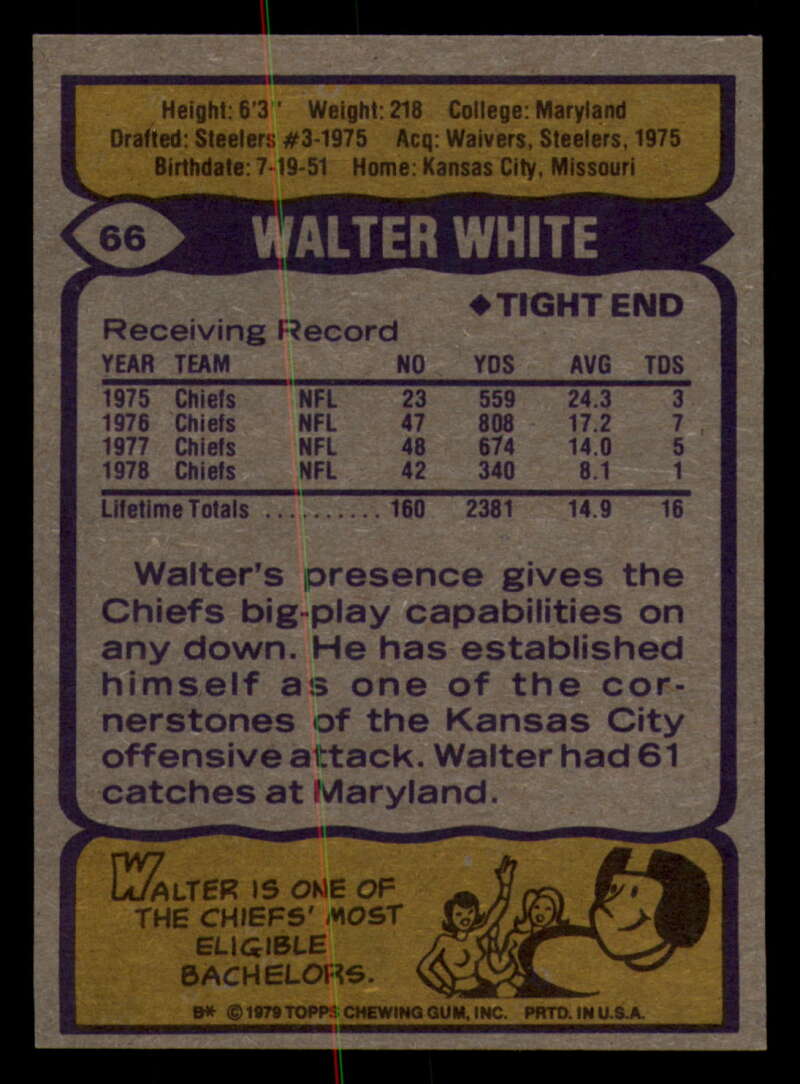 Height: 6'3" Weight: 218 College: Maryland
Drafted: Steelers #3-1975 Acq: Waivers, Steelers, 1975
Birthdate: 7-19-51 Home: Kansas City, Missouri
66 WALTER WHITE
◆TIGHT END
Receiving Record
YEAR TEAM NO YDS AVG TDS
1975 Chiefs NFL 23 559 24.3 3
1976 Chiefs NFL 47 808 17.2 7
1977 Chiefs NFL 48 674 14.0 5
1978 Chiefs NFL 42 340 8.1 1
Lifetime Totals .......... 160 2381 14.9 16
Walter's presence gives the
Chiefs big-play capabilities on
any down. He has established
himself as one of the cor-
nerstones of the Kansas City
offensive attack. Walter had 61
catches at Maryland.
WALTER IS ONE OF
THE CHIEFS' MOST
ELIGIBLE
BACHELORS.
B* © 1979 TOPPS CHEWING GUM, INC. PRTD. IN U.S.A.